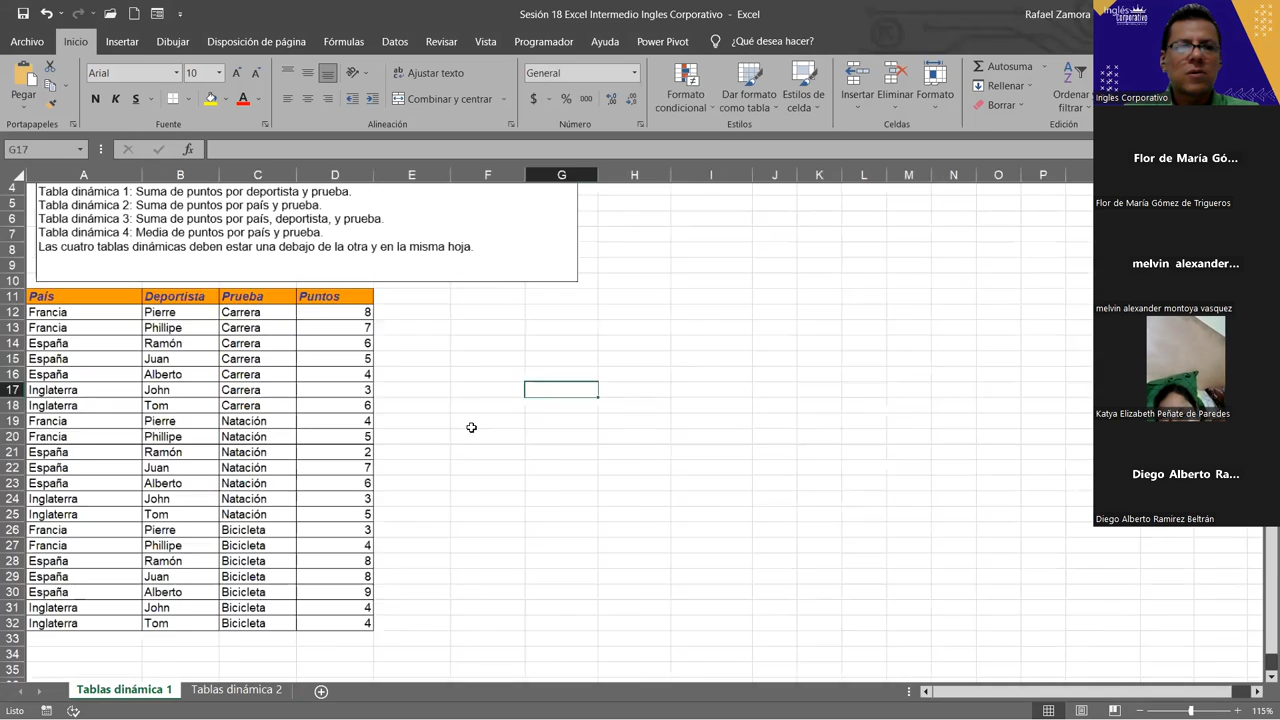 Sesión 18 Excel Intermedio Ingles Corporativo - Excel
Rafael Zamora
Archivo Inicio Insertar Dibujar Disposición de página Fórmulas Datos Revisar Vista Programador Ayuda Power Pivot ¿Qué desea hacer?
Pegar
Arial 10
N K S
Ajustar texto
Combinar y centrar
General
$ % 000
Formato condicional
Dar formato como tabla
Estilos de celda
Insertar Eliminar Formato
Autosuma
Rellenar
Borrar
Ordenar filtrar
Portapapeles Fuente Alineación Número Estilos Celdas Edición
G17 fx
A B C D E F G H I J K L M N O P
4 Tabla dinámica 1: Suma de puntos por deportista y prueba.
5 Tabla dinámica 2: Suma de puntos por país y prueba.
6 Tabla dinámica 3: Suma de puntos por país, deportista, y prueba.
7 Tabla dinámica 4: Media de puntos por país y prueba.
8 Las cuatro tablas dinámicas deben estar una debajo de la otra y en la misma hoja.
9
10
11 País Deportista Prueba Puntos
12 Francia Pierre Carrera 8
13 Francia Phillipe Carrera 7
14 España Ramón Carrera 6
15 España Juan Carrera 5
16 España Alberto Carrera 4
17 Inglaterra John Carrera 3
18 Inglaterra Tom Carrera 6
19 Francia Pierre Natación 4
20 Francia Phillipe Natación 5
21 España Ramón Natación 2
22 España Juan Natación 7
23 España Alberto Natación 6
24 Inglaterra John Natación 3
25 Inglaterra Tom Natación 5
26 Francia Pierre Bicicleta 3
27 Francia Phillipe Bicicleta 4
28 España Ramón Bicicleta 8
29 España Juan Bicicleta 8
30 España Alberto Bicicleta 9
31 Inglaterra John Bicicleta 4
32 Inglaterra Tom Bicicleta 4
33
34
35
Tablas dinámica 1 Tablas dinámica 2
Listo
115%
Inglés Corporativo
Ingles Corporativo
Flor de María Gó...
Flor de María Gómez de Trigueros
melvin alexander...
melvin alexander montoya vasquez
Katya Elizabeth Peñate de Paredes
Diego Alberto Ra...
Diego Alberto Ramirez Beltrán